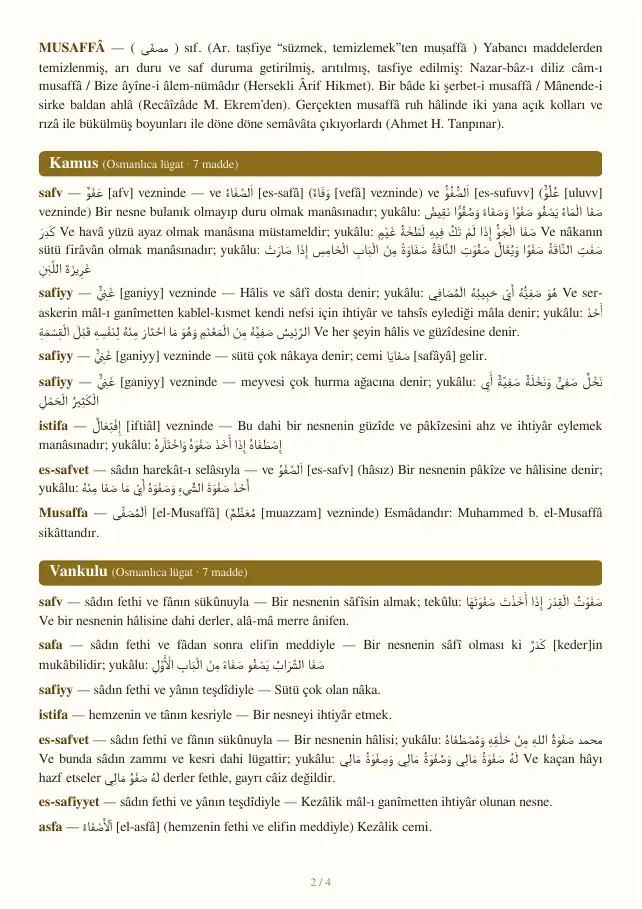 MUSAFFÂ — ( مصفّى ) sıf. (Ar. taṣfiye “süzmek, temizlemek”ten muṣaffā ) Yabancı maddelerden
temizlenmiş, arı duru ve saf duruma getirilmiş, arıtılmış, tasfiye edilmiş: Nazar-bâz-ı diliz câm-ı
musaffâ / Bize âyîne-i âlem-nümâdır (Hersekli Ârif Hikmet). Bir bâde ki şerbet-i musaffâ / Mânende-i
sirke baldan ahlâ (Recâîzâde M. Ekrem’den). Gerçekten musaffâ ruh hâlinde iki yana açık kolları ve
rızâ ile bükülmüş boyunları ile döne döne semâvâta çıkıyorlardı (Ahmet H. Tanpınar).
Kamus (Osmanlıca lügat · 7 madde)
safv — عَفْوٌ [afv] vezninde — ve اَلصَّفَاءُ [es-safâ] (وَفَاءٌ [vefâ] vezninde) ve اَلصُّفُوُّ [es-sufuvv] (عُلُوٌّ [uluvv]
vezninde) Bir nesne bulanık olmayıp duru olmak manâsınadır; yukâlu: صَفَا الْمَاءُ يَصْفُو صَفْوًا وَصَفَاءً وَصُفُوًّا نَقِيضُ
كَدِرَ Ve havâ yüzü ayaz olmak manâsına müstameldir; yukâlu: صَفَا الْجَوُّ إِذَا لَمْ تَكُ فِيهِ لَطْخَةُ غَيْمٍ Ve nâkanın
sütü firâvân olmak manâsınadır; yukâlu: صَفَتِ النَّاقَةُ صَفْوًا وَيُقَالُ صَفُوَتِ النَّاقَةُ صَفَاوَةً مِنَ الْبَابِ الْخَامِسِ إِذَا صَارَتْ
غَزِيرَةَ اللَّبَنِ
safiyy — غَنِيٌّ [ganiyy] vezninde — Hâlis ve sâfî dosta denir; yukâlu: هُوَ صَفِيُّهُ أَيْ حَبِيبُهُ الْمُصَافِي Ve ser-
askerin mâl-ı ganîmetten kablel-kısmet kendi nefsi için ihtiyâr ve tahsîs eylediği mâla denir; yukâlu: أَخَذَ
الرَّئِيسُ صَفِيَّهُ مِنَ الْمَغْنَمِ وَهُوَ مَا اخْتَارَ مِنْهُ لِنَفْسِهِ قَبْلَ الْقِسْمَةِ Ve her şeyin hâlis ve güzîdesine denir.
safiyy — غَنِيٌّ [ganiyy] vezninde — sütü çok nâkaya denir; cemi صَفَايَا [safâyâ] gelir.
safiyy — غَنِيٌّ [ganiyy] vezninde — meyvesi çok hurma ağacına denir; yukâlu: نَخْلٌ صَفِيٌّ وَنَخْلَةٌ صَفِيَّةٌ أَيِ
الْكَثِيرُ الْحَمْلِ
istifa — إِفْتِعَالٌ [iftiâl] vezninde — Bu dahi bir nesnenin güzîde ve pâkîzesini ahz ve ihtiyâr eylemek
manâsınadır; yukâlu: إِصْطَفَاهُ إِذَا أَخَذَ صَفْوَهُ وَاخْتَارَهُ
es-safvet — sâdın harekât-ı selâsıyla — ve اَلصَّفْوُ [es-safv] (hâsız) Bir nesnenin pâkîze ve hâlisine denir;
yukâlu: أَخَذَ صَفْوَةَ الشَّيءِ وَصَفْوَهُ أَيْ مَا صَفَا مِنْهُ
Musaffa — اَلْمُصَفَّى [el-Musaffâ] (مُعَظَّمٌ [muazzam] vezninde) Esmâdandır: Muhammed b. el-Musaffâ
sikâttandır.
Vankulu (Osmanlıca lügat · 7 madde)
safv — sâdın fethi ve fânın sükûnuyla — Bir nesnenin sâfîsin almak; tekûlu: صَفَوْتُ الْقِدْرَ إِذَا أَخَذْتَ صَفْوَتَهَا
Ve bir nesnenin hâlisine dahi derler, alâ-mâ merre ânifen.
safa — sâdın fethi ve fâdan sonra elifin meddiyle — Bir nesnenin sâfî olması ki كَدَرٌ [keder]in
mukâbilidir; yukâlu: صَفَا الشَّرَابُ يَصْفُو صَفَاءً مِنَ الْبَابِ الْأَوَّلِ
safiyy — sâdın fethi ve yânın teşdîdiyle — Sütü çok olan nâka.
istifa — hemzenin ve tânın kesriyle — Bir nesneyi ihtiyâr etmek.
es-safvet — sâdın fethi ve fânın sükûnuyla — Bir nesnenin hâlisi; yukâlu: محمد صَفْوَةُ اللهِ مِنْ خَلْقِهِ وَمُصْطَفَاهُ
Ve bunda sâdın zammı ve kesri dahi lügattir; yukâlu: لَهُ صَفْوَةُ مَالِي وَصُفْوَةُ مَالِي وَصِفْوَةُ مَالِي Ve kaçan hâyı
hazf etseler لَهُ صَفْوُ مَالِي derler fethle, gayrı câiz değildir.
es-safiyyet — sâdın fethi ve yânın teşdîdiyle — Kezâlik mâl-ı ganîmetten ihtiyâr olunan nesne.
asfa — اَلْأَصْفَاءُ [el-asfâ] (hemzenin fethi ve elifin meddiyle) Kezâlik cemi.
2 / 4